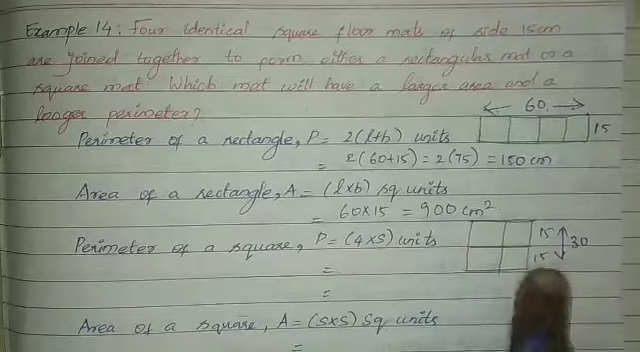 Example 14: Four identical square floor mats of side 15cm
are joined together to form either a rectangular mat or a
square mat. Which mat will have a larger area and a
longer perimeter?
← 60. →
15
Perimeter of a rectangle, P = 2(l+b) units
= 2(60+15) = 2(75) = 150 cm
Area of a rectangle, A = (l×b) sq units
= 60×15 = 900 cm².
Perimeter of a square, P = (4×S) units
15
15
30
=
=
Area of a square, A = (S×S) Sq units
=